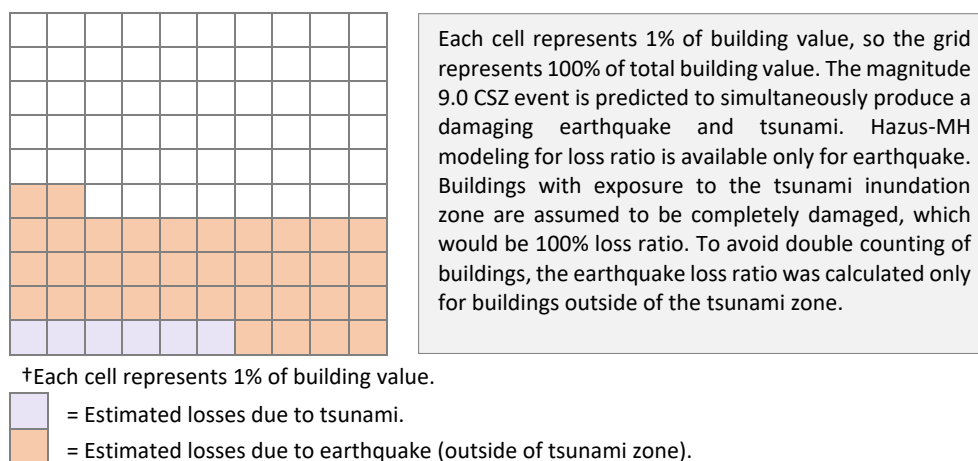 Each cell represents 1% of building value, so the grid
represents 100% of total building value. The magnitude
9.0 CSZ event is predicted to simultaneously produce a
damaging earthquake and tsunami. Hazus-MH
modeling for loss ratio is available only for earthquake.
Buildings with exposure to the tsunami inundation
zone are assumed to be completely damaged, which
would be 100% loss ratio. To avoid double counting of
buildings, the earthquake loss ratio was calculated only
for buildings outside of the tsunami zone.
†Each cell represents 1% of building value.
= Estimated losses due to tsunami.
= Estimated losses due to earthquake (outside of tsunami zone).